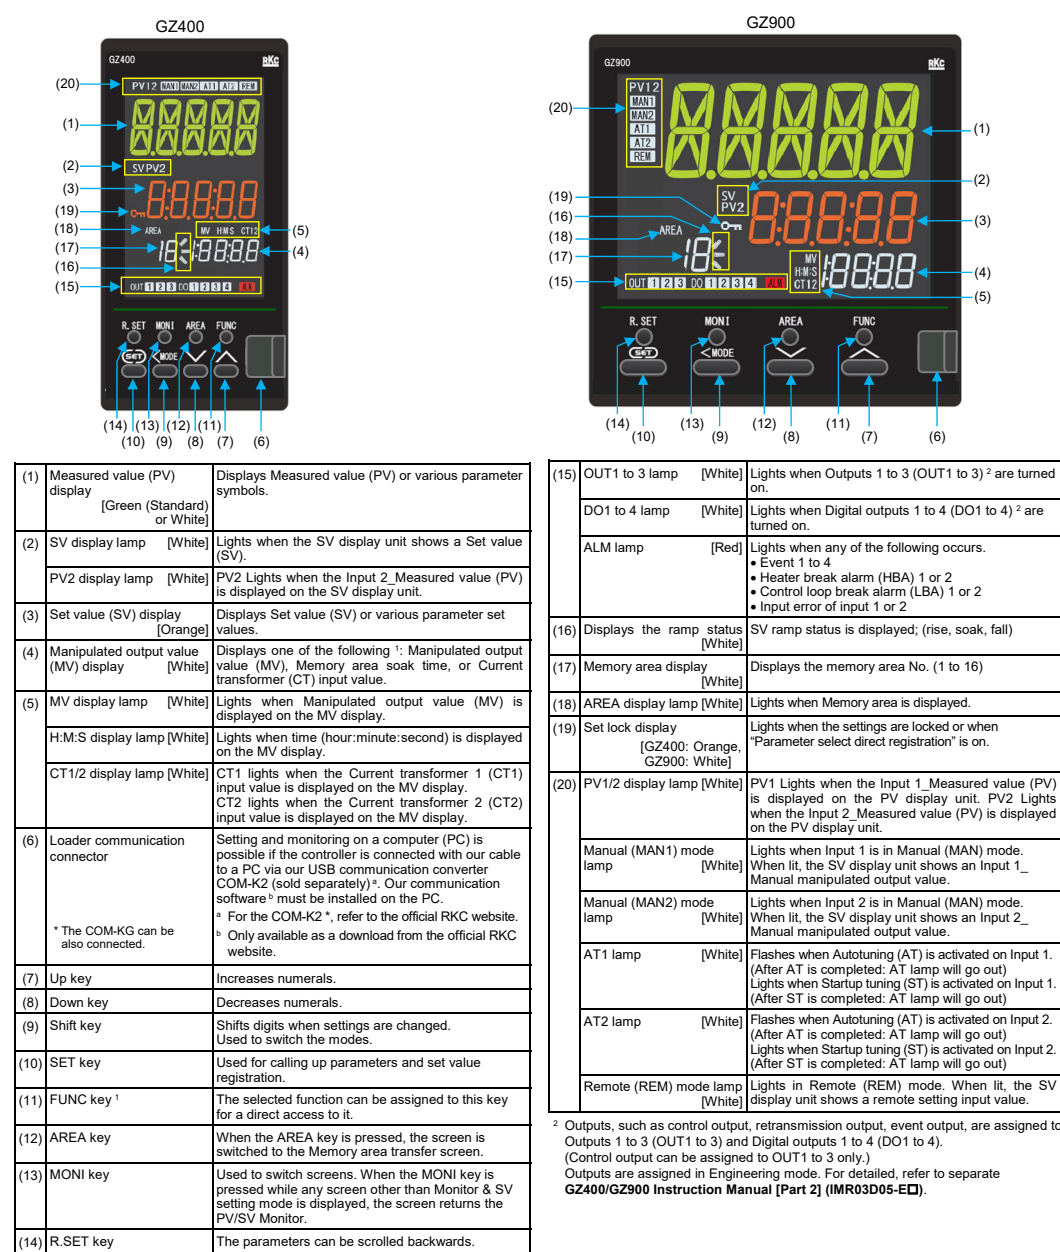 GZ400
GZ400
RKC
(20)
PV12 MAN1 MAN2 AT1 AT2 REM
(1)
(2)
SV PV2
(3)
(19)
(18)
AREA
MV H:M:S CT12
(5)
(17)
(4)
(16)
(15)
OUT 1 2 3 DO 1 2 3 4 ALM
R.SET MONI AREA FUNC
SET <MODE
(14) (13) (12) (11)
(10) (9) (8) (7) (6)
GZ900
GZ900
RKC
PV12
(20)
MAN1
MAN2
AT1
AT2
REM
(1)
(2)
(19)
SV
PV2
(16)
(3)
(18)
AREA
(17)
MV
(4)
H:M:S
(15)
OUT 1 2 3 DO 1 2 3 4 ALM
CT12
(5)
R.SET MONI AREA FUNC
SET <MODE
(14) (13) (12) (11)
(10) (9) (8) (7) (6)
(1) Measured value (PV) display [Green (Standard) or White]
Displays Measured value (PV) or various parameter
symbols.
(2) SV display lamp [White]
Lights when the SV display unit shows a Set value
(SV).
PV2 display lamp [White]
PV2 Lights when the Input 2_Measured value (PV)
is displayed on the SV display unit.
(3) Set value (SV) display
[Orange]
Displays Set value (SV) or various parameter set
values.
(4) Manipulated output value
(MV) display [White]
Displays one of the following 1: Manipulated output
value (MV), Memory area soak time, or Current
transformer (CT) input value.
(5) MV display lamp [White]
Lights when Manipulated output value (MV) is
displayed on the MV display.
H:M:S display lamp [White]
Lights when time (hour:minute:second) is displayed
on the MV display.
CT1/2 display lamp [White]
CT1 lights when the Current transformer 1 (CT1)
input value is displayed on the MV display.
CT2 lights when the Current transformer 2 (CT2)
input value is displayed on the MV display.
(6) Loader communication
connector
* The COM-KG can be
also connected.
Setting and monitoring on a computer (PC) is
possible if the controller is connected with our cable
to a PC via our USB communication converter
COM-K2 (sold separately) a. Our communication
software b must be installed on the PC.
a For the COM-K2 *, refer to the official RKC website.
b Only available as a download from the official RKC
website.
(7) Up key
Increases numerals.
(8) Down key
Decreases numerals.
(9) Shift key
Shifts digits when settings are changed.
Used to switch the modes.
(10) SET key
Used for calling up parameters and set value
registration.
(11) FUNC key 1
The selected function can be assigned to this key
for a direct access to it.
(12) AREA key
When the AREA key is pressed, the screen is
switched to the Memory area transfer screen.
(13) MONI key
Used to switch screens. When the MONI key is
pressed while any screen other than Monitor & SV
setting mode is displayed, the screen returns the
PV/SV Monitor.
(14) R.SET key
The parameters can be scrolled backwards.
(15) OUT1 to 3 lamp [White]
Lights when Outputs 1 to 3 (OUT1 to 3) 2 are turned
on.
DO1 to 4 lamp [White]
Lights when Digital outputs 1 to 4 (DO1 to 4) 2 are
turned on.
ALM lamp [Red]
Lights when any of the following occurs.
• Event 1 to 4
• Heater break alarm (HBA) 1 or 2
• Control loop break alarm (LBA) 1 or 2
• Input error of input 1 or 2
(16) Displays the ramp status
[White]
SV ramp status is displayed; (rise, soak, fall)
(17) Memory area display
[White]
Displays the memory area No. (1 to 16)
(18) AREA display lamp [White]
Lights when Memory area is displayed.
(19) Set lock display
[GZ400: Orange,
GZ900: White]
Lights when the settings are locked or when
“Parameter select direct registration” is on.
(20) PV1/2 display lamp [White]
PV1 Lights when the Input 1_Measured value (PV)
is displayed on the PV display unit. PV2 Lights
when the Input 2_Measured value (PV) is displayed
on the PV display unit.
Manual (MAN1) mode
lamp [White]
Lights when Input 1 is in Manual (MAN) mode.
When lit, the SV display unit shows an Input 1_
Manual manipulated output value.
Manual (MAN2) mode
lamp [White]
Lights when Input 2 is in Manual (MAN) mode.
When lit, the SV display unit shows an Input 2_
Manual manipulated output value.
AT1 lamp [White]
Flashes when Autotuning (AT) is activated on Input 1.
(After AT is completed: AT lamp will go out)
Lights when Startup tuning (ST) is activated on Input 1.
(After ST is completed: AT lamp will go out)
AT2 lamp [White]
Flashes when Autotuning (AT) is activated on Input 2.
(After AT is completed: AT lamp will go out)
Lights when Startup tuning (ST) is activated on Input 2.
(After ST is completed: AT lamp will go out)
Remote (REM) mode lamp
[White]
Lights in Remote (REM) mode. When lit, the SV
display unit shows a remote setting input value.
2 Outputs, such as control output, retransmission output, event output, are assigned to
Outputs 1 to 3 (OUT1 to 3) and Digital outputs 1 to 4 (DO1 to 4).
(Control output can be assigned to OUT1 to 3 only.)
Outputs are assigned in Engineering mode. For detailed, refer to separate
GZ400/GZ900 Instruction Manual [Part 2] (IMR03D05-E□).